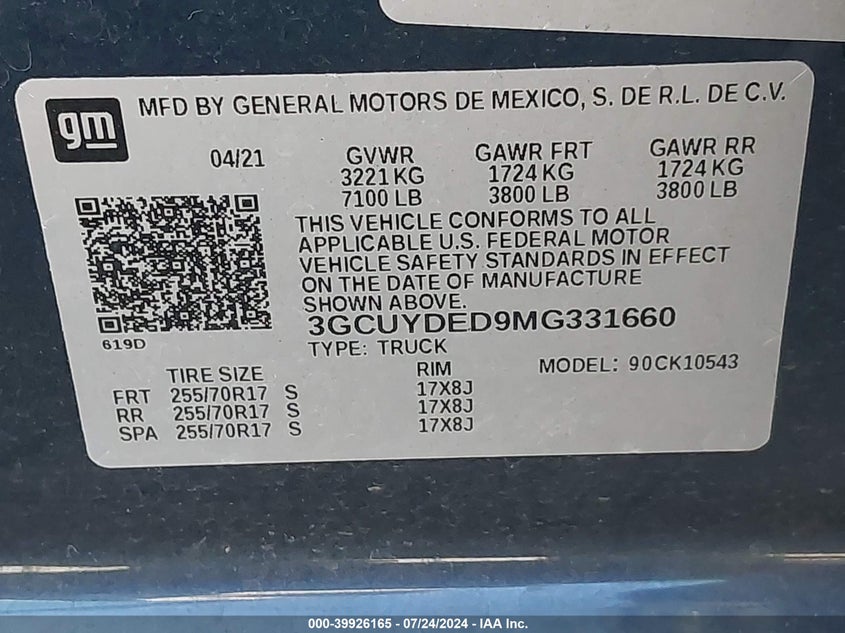 gm
MFD BY GENERAL MOTORS DE MEXICO, S. DE R.L. DE C.V.
04/21 GVWR GAWR FRT GAWR RR
3221 KG 1724 KG 1724 KG
7100 LB 3800 LB 3800 LB
THIS VEHICLE CONFORMS TO ALL
APPLICABLE U.S. FEDERAL MOTOR
VEHICLE SAFETY STANDARDS IN EFFECT
ON THE DATE OF MANUFACTURE
SHOWN ABOVE.
3GCUYDED9MG331660
619D
TYPE: TRUCK
TIRE SIZE RIM MODEL: 90CK10543
FRT 255/70R17 S 17X8J
RR 255/70R17 S 17X8J
SPA 255/70R17 S 17X8J
000-39926165 - 07/24/2024 - IAA Inc.